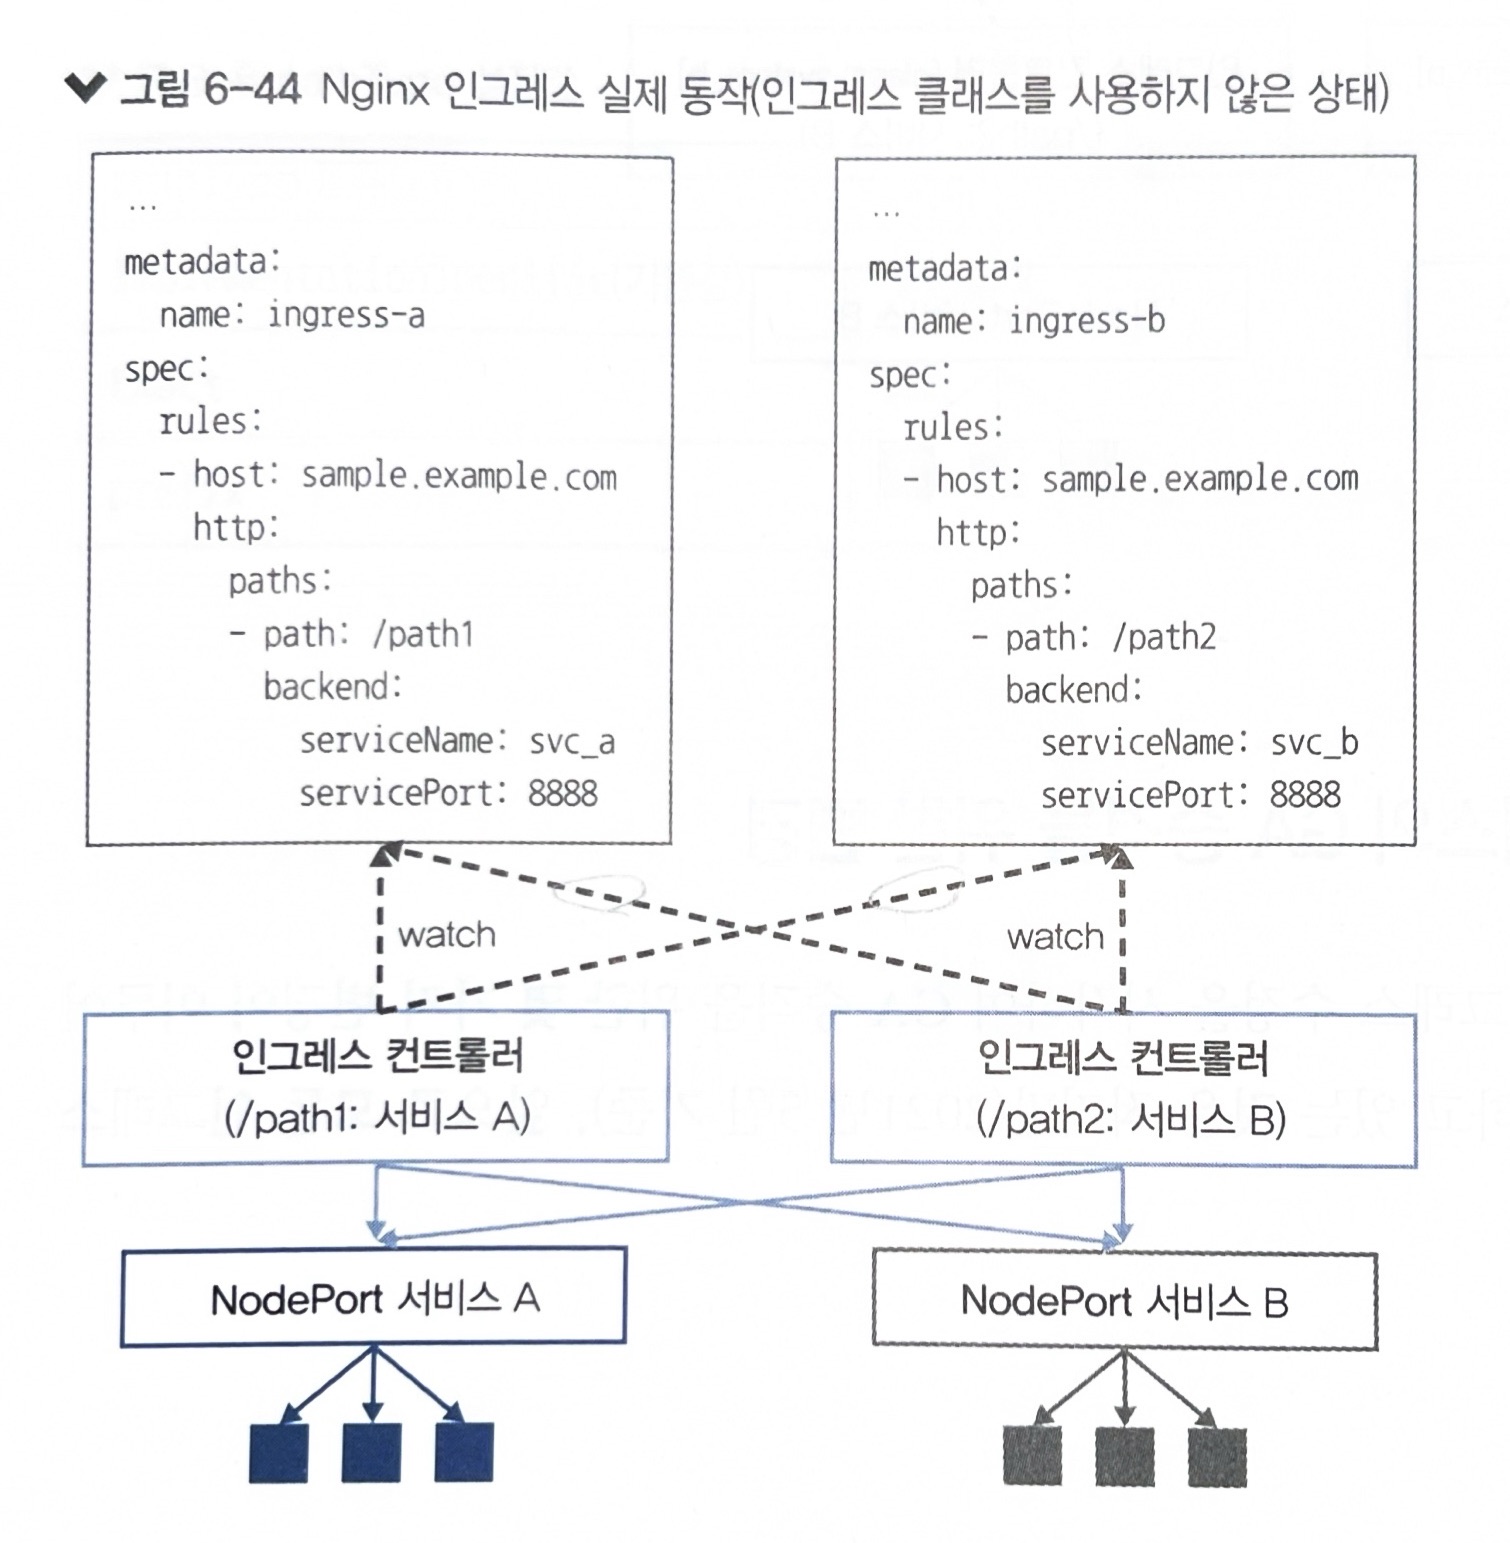 그림 6-44 Nginx 인그레스 실제 동작(인그레스 클래스를 사용하지 않은 상태)
...
metadata:
  name: ingress-a
spec:
  rules:
  - host: sample.example.com
    http:
      paths:
      - path: /path1
        backend:
          serviceName: svc_a
          servicePort: 8888
...
metadata:
  name: ingress-b
spec:
  rules:
  - host: sample.example.com
    http:
      paths:
      - path: /path2
        backend:
          serviceName: svc_b
          servicePort: 8888
watch
watch
인그레스 컨트롤러
(/path1: 서비스 A)
인그레스 컨트롤러
(/path2: 서비스 B)
NodePort 서비스 A
NodePort 서비스 B